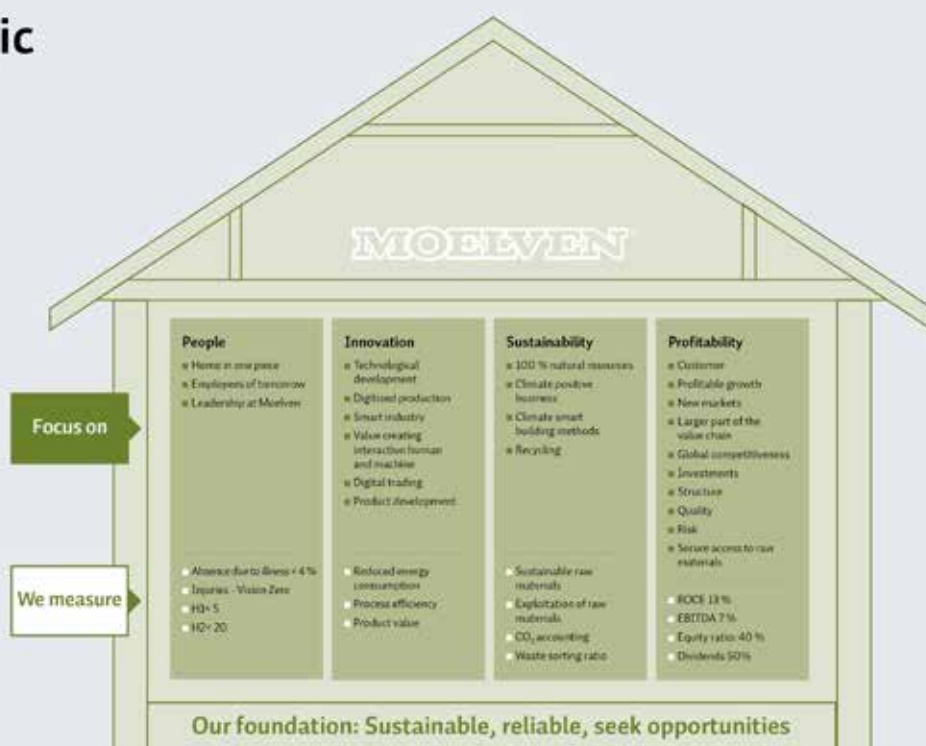 ic
MOELVEN
Focus on
We measure
People
Home in one piece
Employees of tomorrow
Leadership at Moelven
Absence due to illness < 4 %
Injuries - Vision Zero
H1< 5
H2< 20
Innovation
Technological
development
Digitised production
Smart industry
Value creating
interactive human
and machine
Digital trading
Product development
Reduced energy
consumption
Process efficiency
Product value
Sustainability
100 % natural resources
Climate positive
business
Climate smart
building methods
Recycling
Sustainable raw
materials
Exploitation of raw
materials
CO₂ accounting
Waste sorting ratio
Profitability
Customer
Profitable growth
New markets
Larger part of the
value chain
Global competitiveness
Investments
Structure
Quality
Risk
Secure access to raw
materials
ROCE 13 %
EBITDA 7 %
Equity ratio: 40 %
Dividends 50%
Our foundation: Sustainable, reliable, seek opportunities